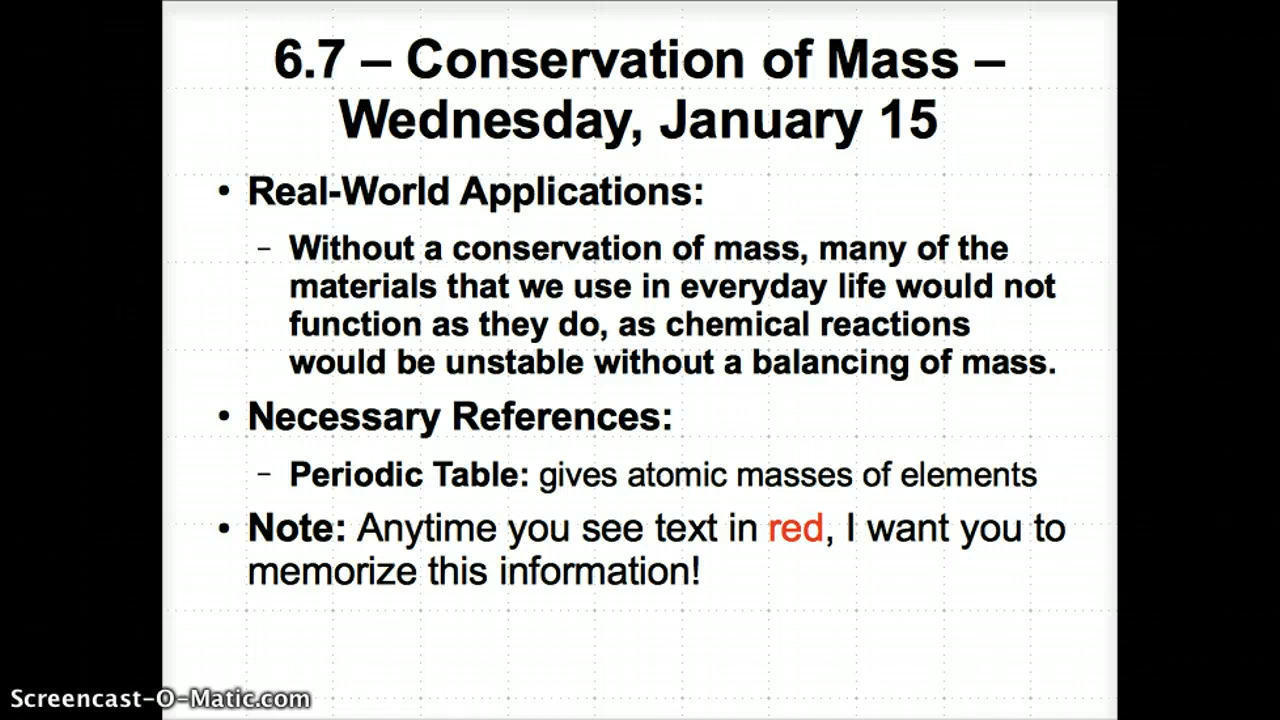 6.7 – Conservation of Mass –
Wednesday, January 15
• Real-World Applications:
– Without a conservation of mass, many of the
materials that we use in everyday life would not
function as they do, as chemical reactions
would be unstable without a balancing of mass.
• Necessary References:
– Periodic Table: gives atomic masses of elements
• Note: Anytime you see text in red, I want you to
memorize this information!
Screencast-O-Matic.com